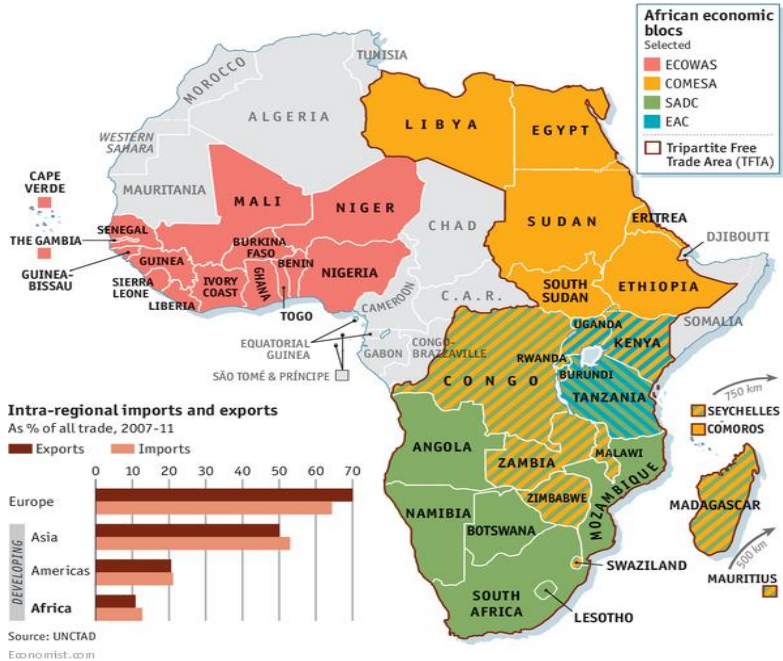 African economic
blocs
Selected
ECOWAS
COMESA
SADC
EAC
Tripartite Free
Trade Area (TFTA)
TUNISIA
MOROCCO
ALGERIA
LIBYA
EGYPT
WESTERN
SAHARA
MAURITANIA
CAPE
VERDE
MALI
NIGER
CHAD
SUDAN
ERITREA
DJIBOUTI
SENEGAL
THE GAMBIA
GUINEA-
BISSAU
GUINEA
BURKINA
FASO
BENIN
NIGERIA
SIERRA
LEONE
IVORY
COAST
GHANA
LIBERIA
TOGO
CAMEROON
C.A.R.
SOUTH
SUDAN
ETHIOPIA
SOMALIA
EQUATORIAL
GUINEA
GABON
CONGO-
BRAZZAVILLE
SÃO TOMÉ & PRÍNCIPE
UGANDA
KENYA
RWANDA
BURUNDI
CONGO
TANZANIA
750 km
SEYCHELLES
COMOROS
ANGOLA
ZAMBIA
MALAWI
MOZAMBIQUE
ZIMBABWE
MADAGASCAR
NAMIBIA
BOTSWANA
500 km
MAURITIUS
SWAZILAND
SOUTH
AFRICA
LESOTHO
Intra-regional imports and exports
As % of all trade, 2007-11
Exports Imports
0 10 20 30 40 50 60 70
Europe
DEVELOPING
Asia
Americas
Africa
Source: UNCTAD
Economist.com